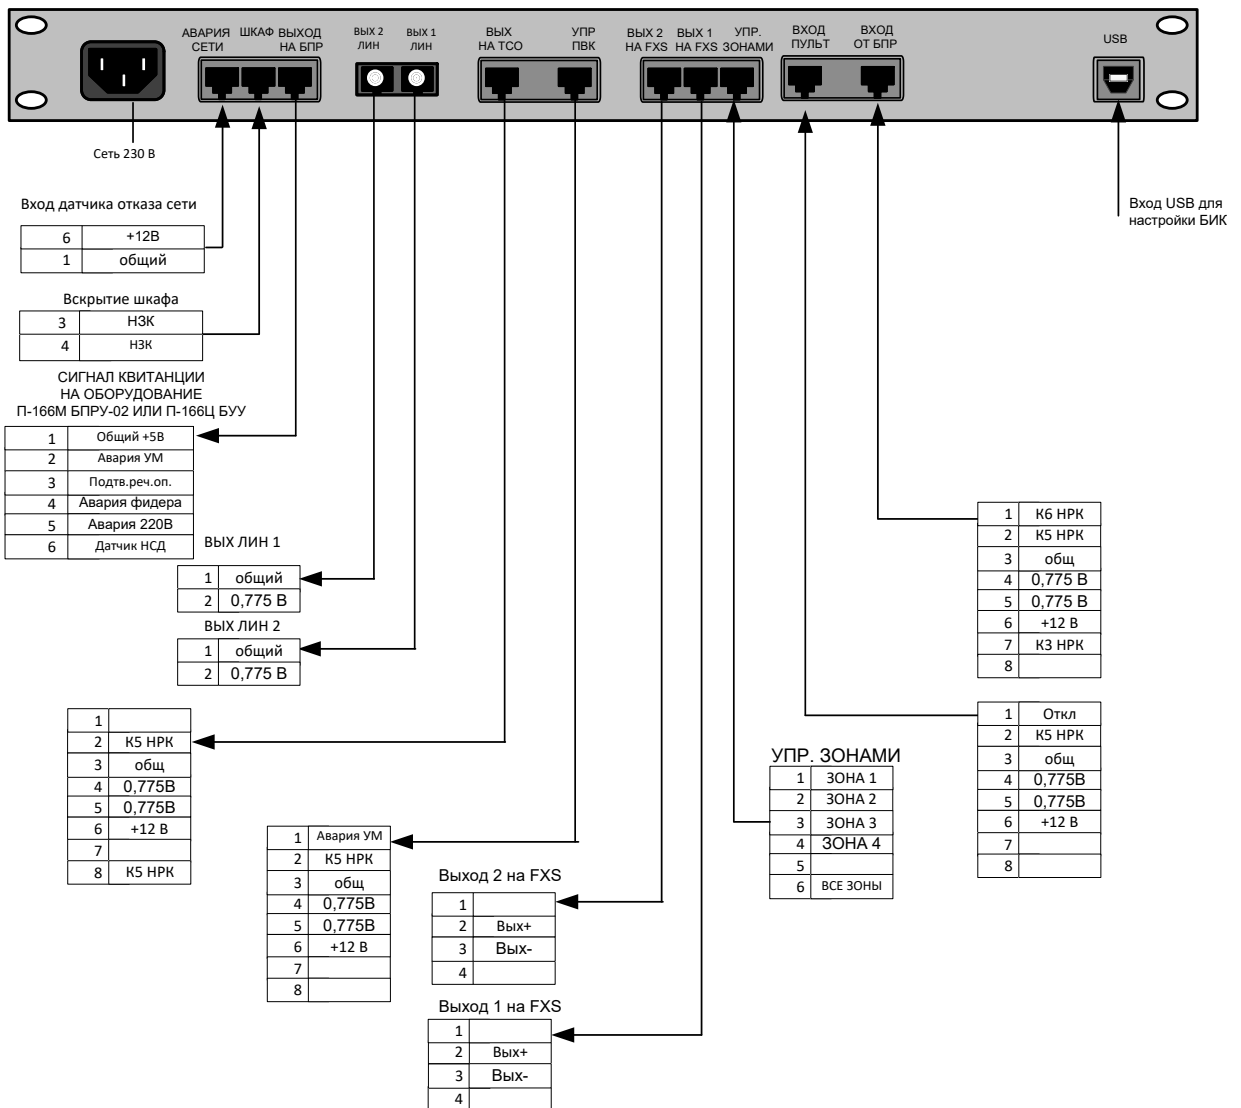 АВАРИЯ СЕТИ
ШКАФ
ВЫХОД НА БПР
ВЫХ 2 ЛИН
ВЫХ 1 ЛИН
ВЫХ НА ТСО
УПР ПВК
ВЫХ 2 НА FXS
ВЫХ 1 НА FXS
УПР. ЗОНАМИ
ВХОД ПУЛЬТ
ВХОД ОТ БПР
USB
Сеть 230 В
Вход датчика отказа сети
6 +12В
1 общий
Вскрытие шкафа
3 НЗК
4 НЗК
СИГНАЛ КВИТАНЦИИ
НА ОБОРУДОВАНИЕ
П-166М БПРУ-02 ИЛИ П-166Ц БУУ
1 Общий +5В
2 Авария УМ
3 Подтв.реч.оп.
4 Авария фидера
5 Авария 220В
6 Датчик НСД
ВЫХ ЛИН 1
1 общий
2 0,775 В
ВЫХ ЛИН 2
1 общий
2 0,775 В
1
2 К5 НРК
3 общ
4 0,775В
5 0,775В
6 +12 В
7
8 К5 НРК
1 Авария УМ
2 К5 НРК
3 общ
4 0,775В
5 0,775В
6 +12 В
7
8
Выход 2 на FXS
1
2 Вых+
3 Вых-
4
Выход 1 на FXS
1
2 Вых+
3 Вых-
4
УПР. ЗОНАМИ
1 ЗОНА 1
2 ЗОНА 2
3 ЗОНА 3
4 ЗОНА 4
5
6 ВСЕ ЗОНЫ
Вход USB для
настройки БИК
1 К6 НРК
2 К5 НРК
3 общ
4 0,775 В
5 0,775 В
6 +12 В
7 К3 НРК
8
1 Откл
2 К5 НРК
3 общ
4 0,775В
5 0,775В
6 +12 В
7
8